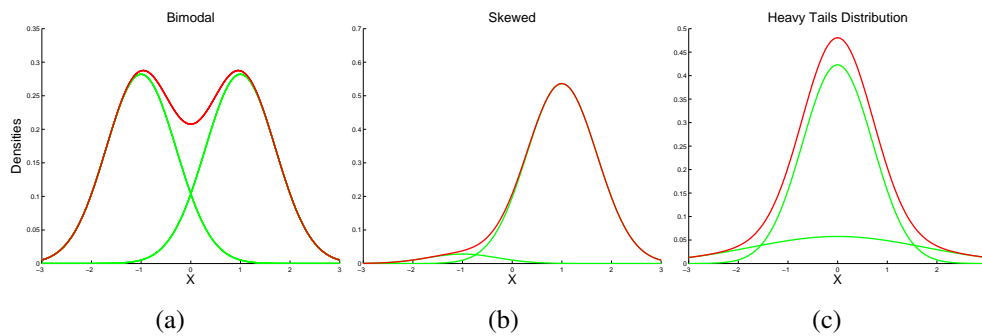 Bimodal
0.35
0.3
0.25
0.2
0.15
0.1
0.05
0
Densities
−3 −2 −1 0 1 2 3
X
(a)
Skewed
0.7
0.6
0.5
0.4
0.3
0.2
0.1
0
−3 −2 −1 0 1 2 3
X
(b)
Heavy Tails Distribution
0.5
0.45
0.4
0.35
0.3
0.25
0.2
0.15
0.1
0.05
0
−3 −2 −1 0 1 2
X
(c)